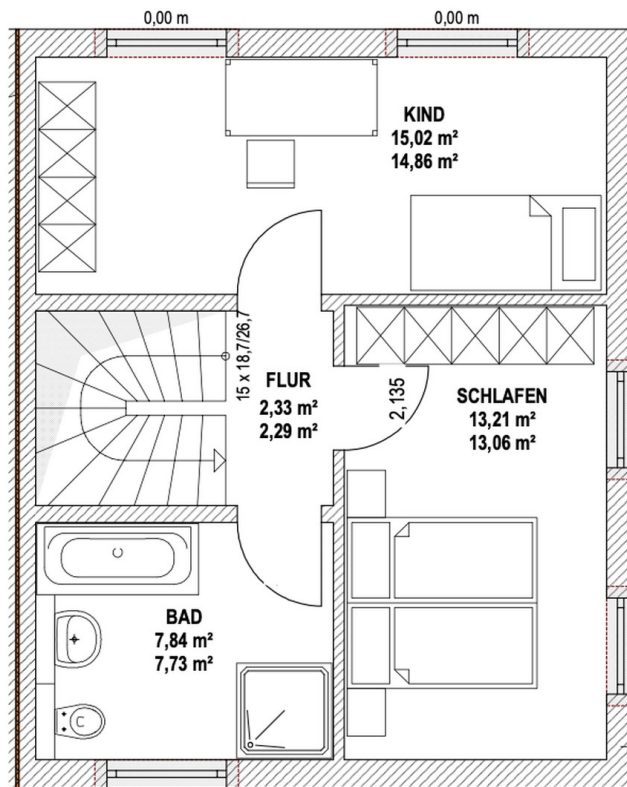 0,00 m
0,00 m
KIND
15,02 m²
14,86 m²
15 x 18,7/26,7
FLUR
2,33 m²
2,29 m²
2,135
SCHLAFEN
13,21 m²
13,06 m²
BAD
7,84 m²
7,73 m²